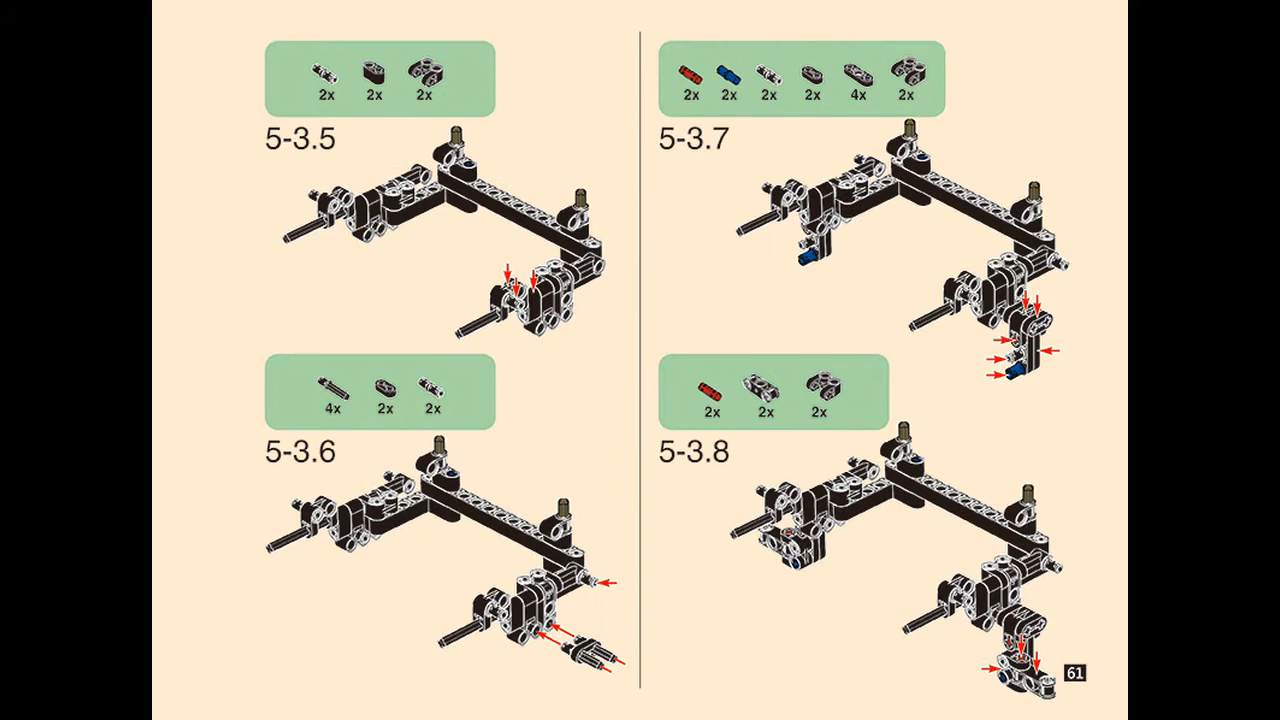 2x 2x 2x
5-3.5
4x 2x 2x
5-3.6
2x 2x 2x 2x 4x 2x
5-3.7
2x 2x 2x
5-3.8
61